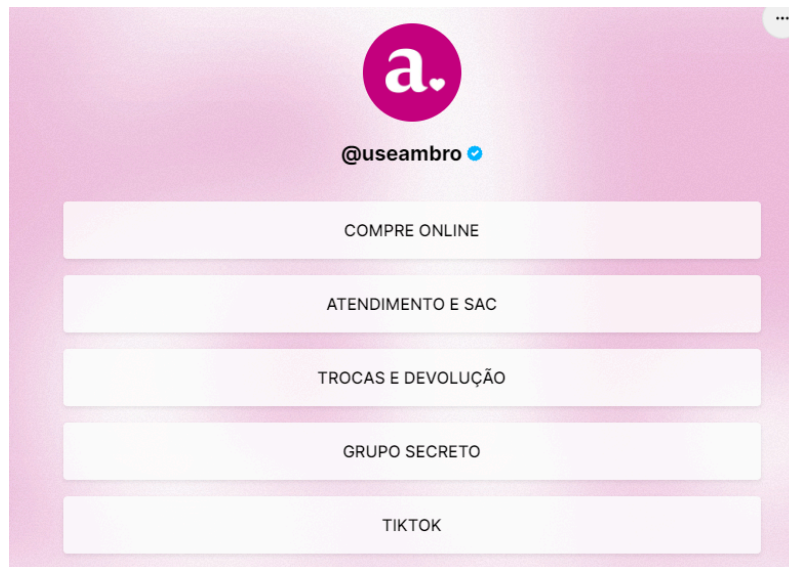 a.
@useambro
COMPRE ONLINE
ATENDIMENTO E SAC
TROCAS E DEVOLUÇÃO
GRUPO SECRETO
TIKTOK